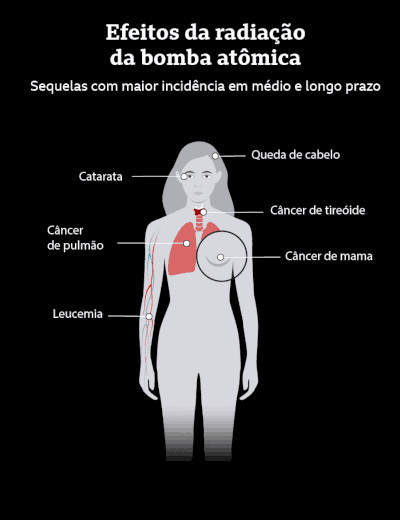 Efeitos da radiação
da bomba atômica
Sequelas com maior incidência em médio e longo prazo
Queda de cabelo
Catarata
Câncer de tireóide
Câncer
de pulmão
Câncer de mama
Leucemia